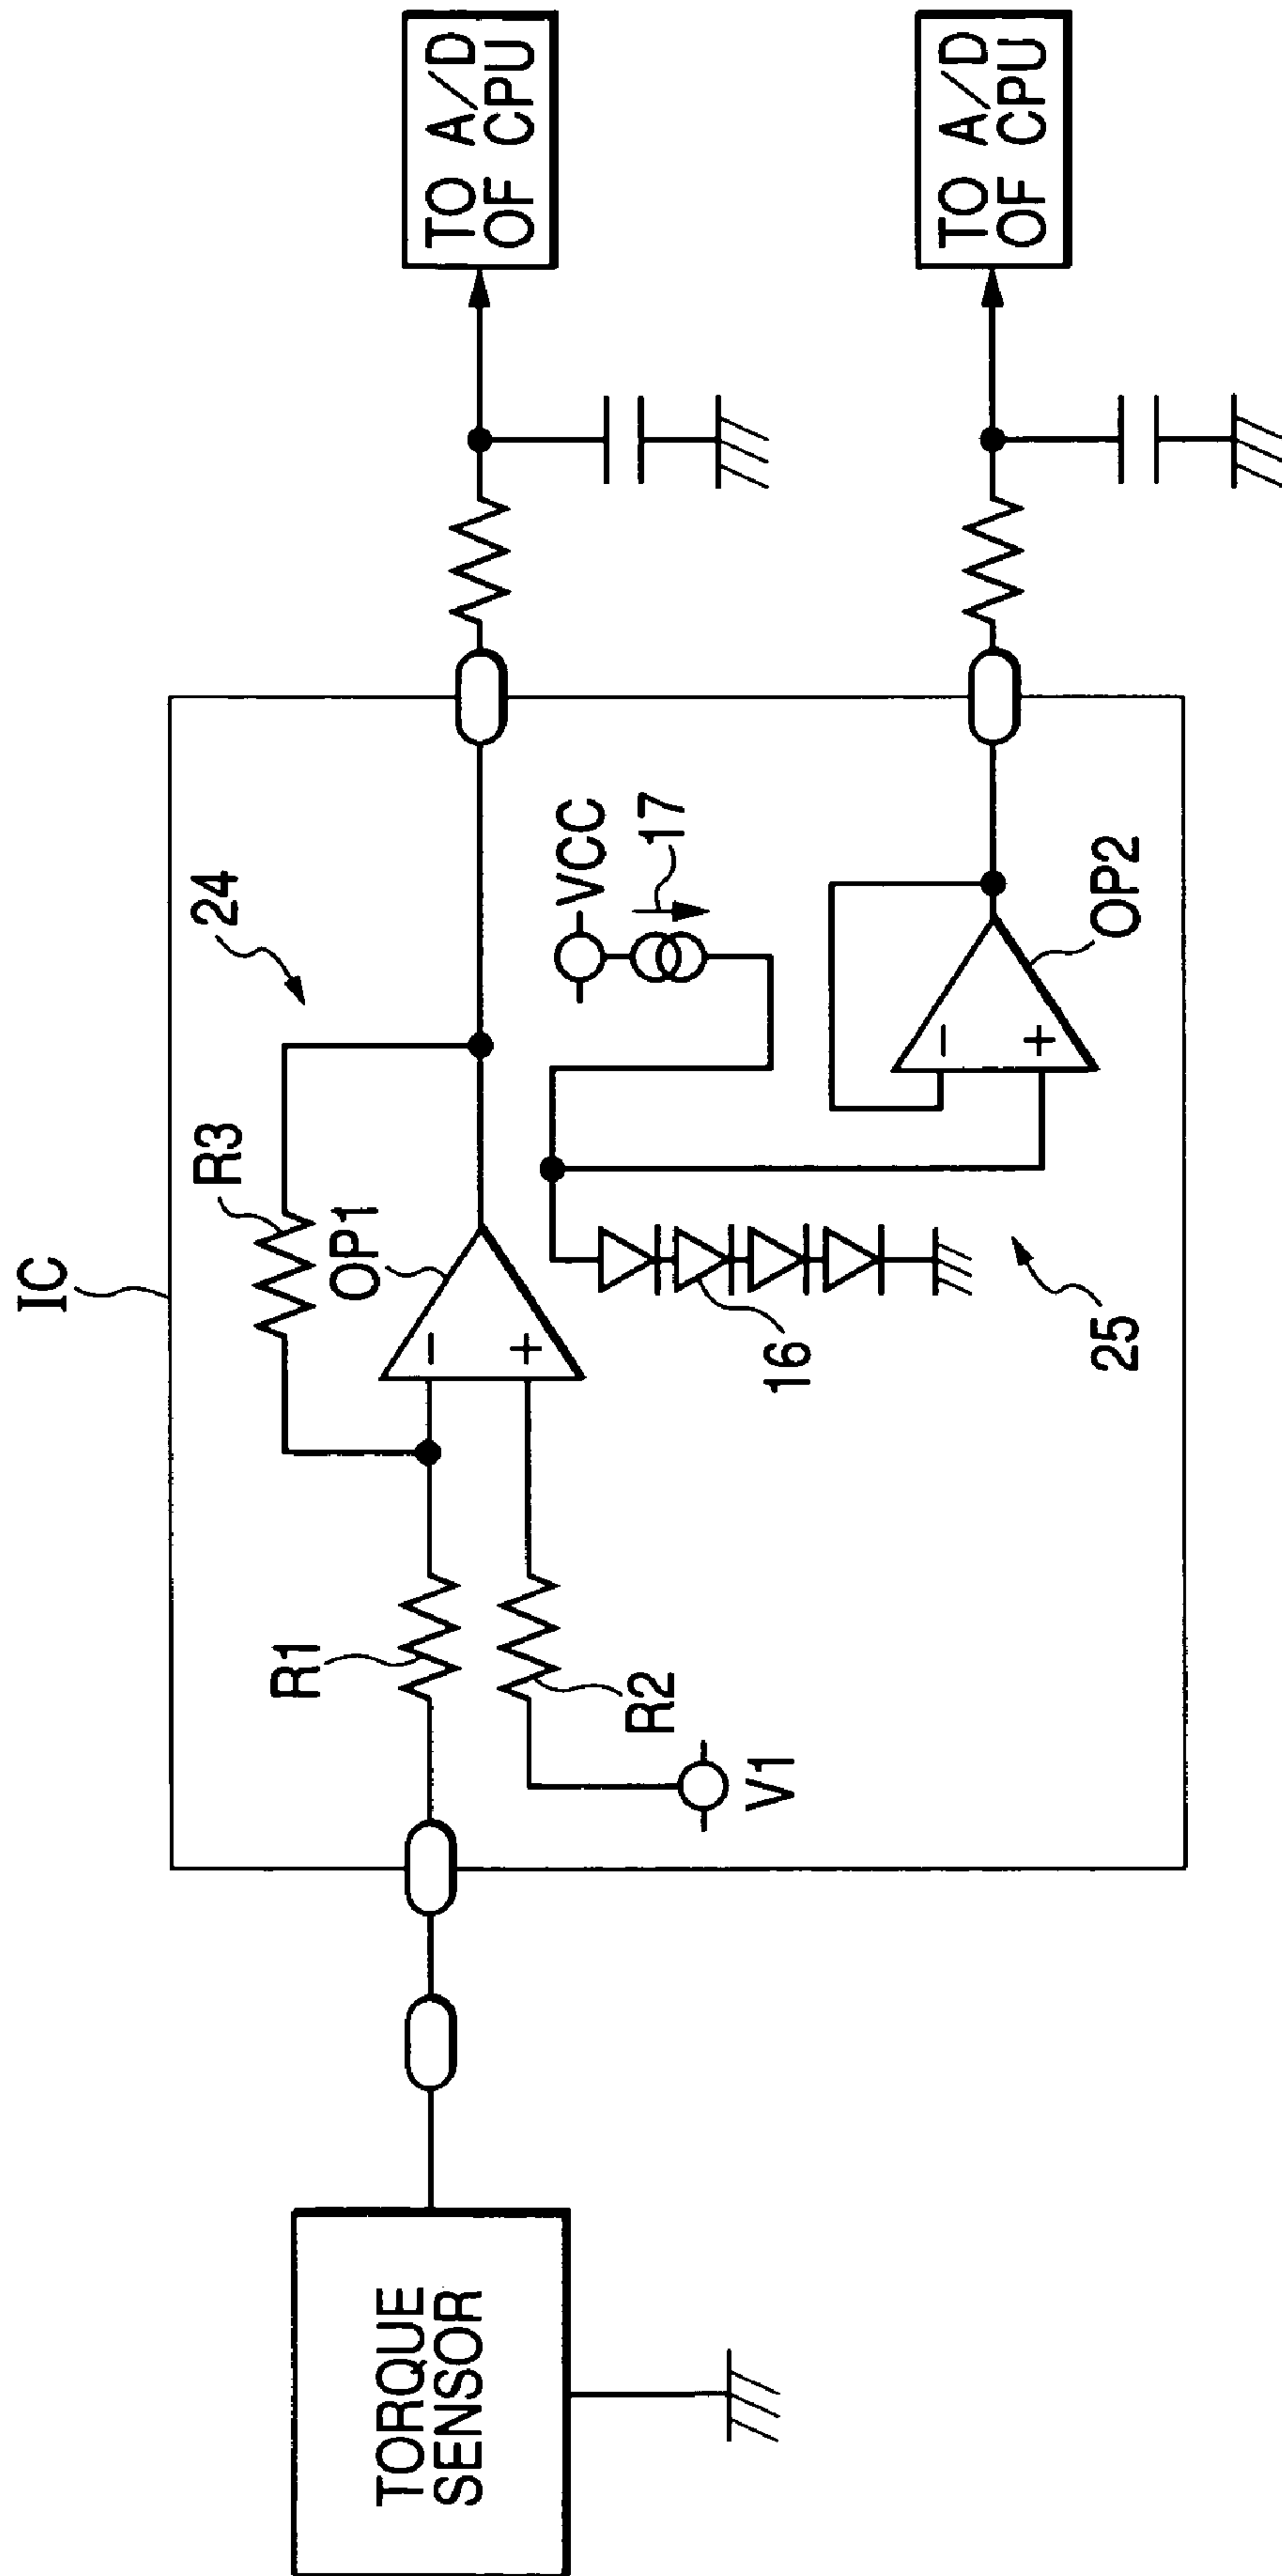 IC
TORQUE
SENSOR
R1
R3
24
OP1
−
+
R2
V1
VCC
17
16
25
−
+
OP2
TO A/D
OF CPU
TO A/D
OF CPU